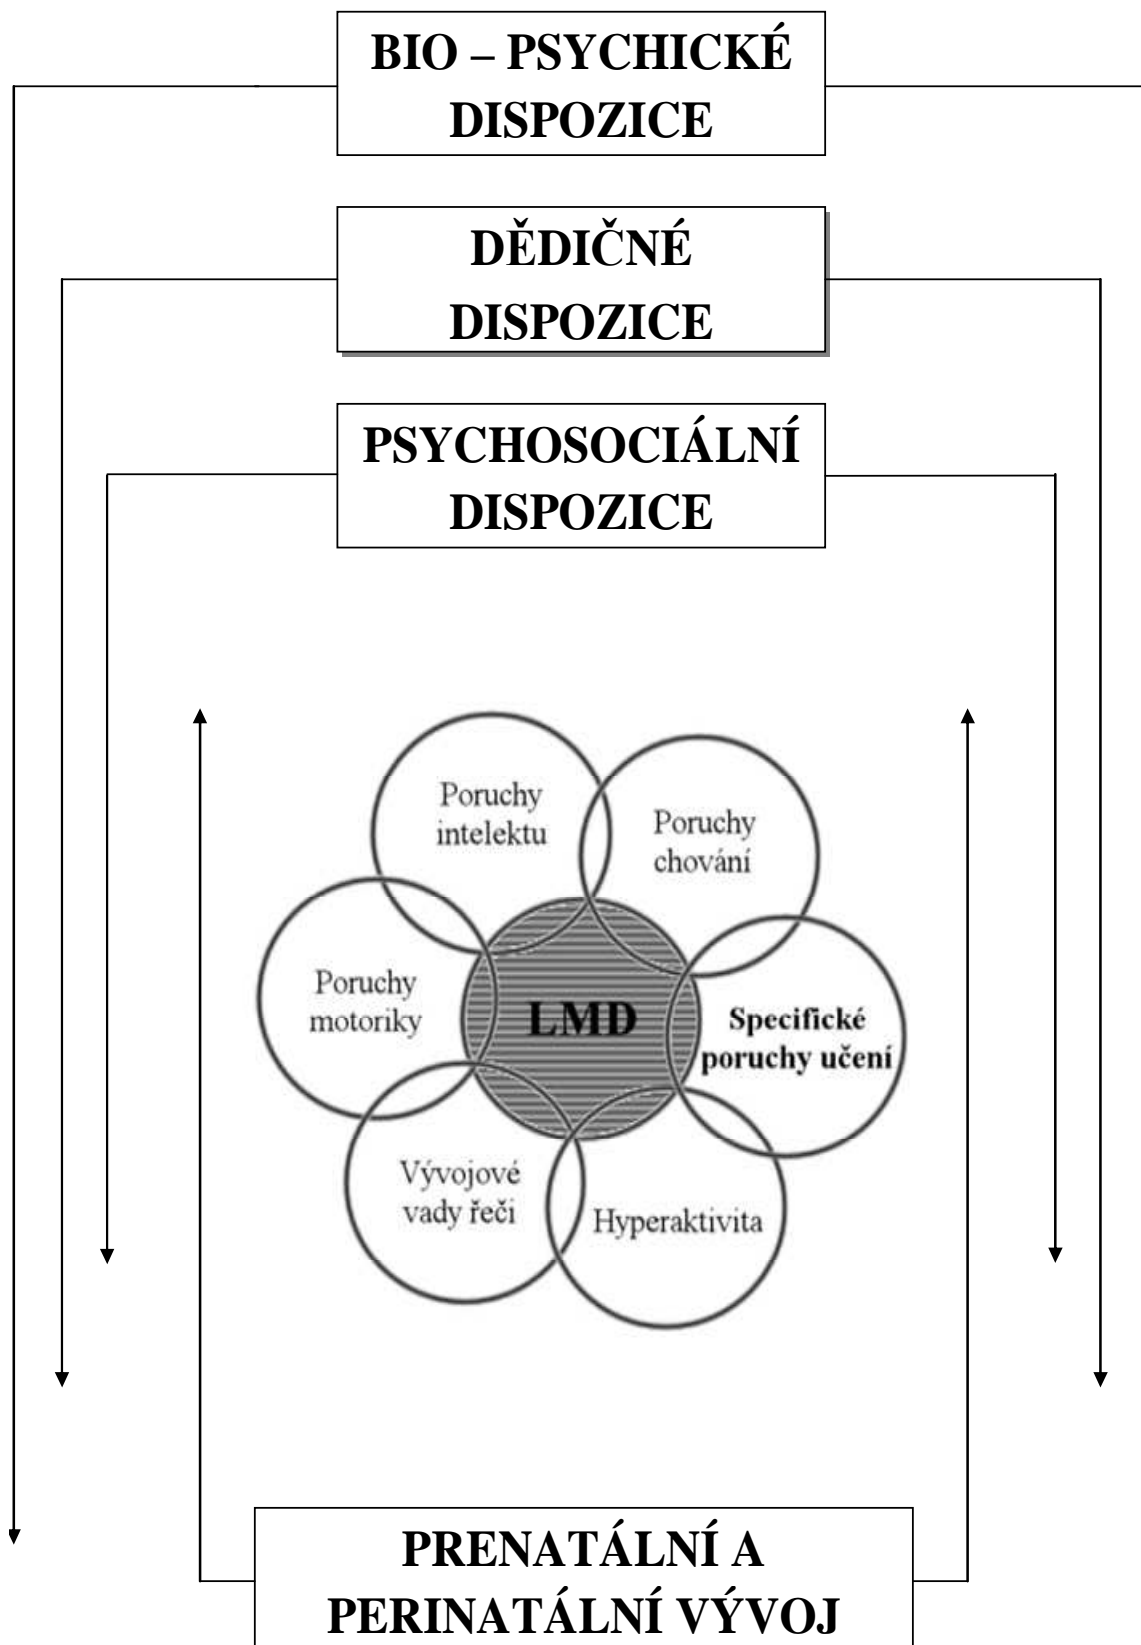 BIO – PSYCHICKÉ
DISPOZICE
DĚDIČNÉ
DISPOZICE
PSYCHOSOCIÁLNÍ
DISPOZICE
Poruchy
intelektu
Poruchy
chování
Poruchy
motoriky
LMD
Specifické
poruchy učení
Vývojové
vady řeči
Hyperaktivita
PRENATÁLNÍ A
PERINATÁLNÍ VÝVOJ